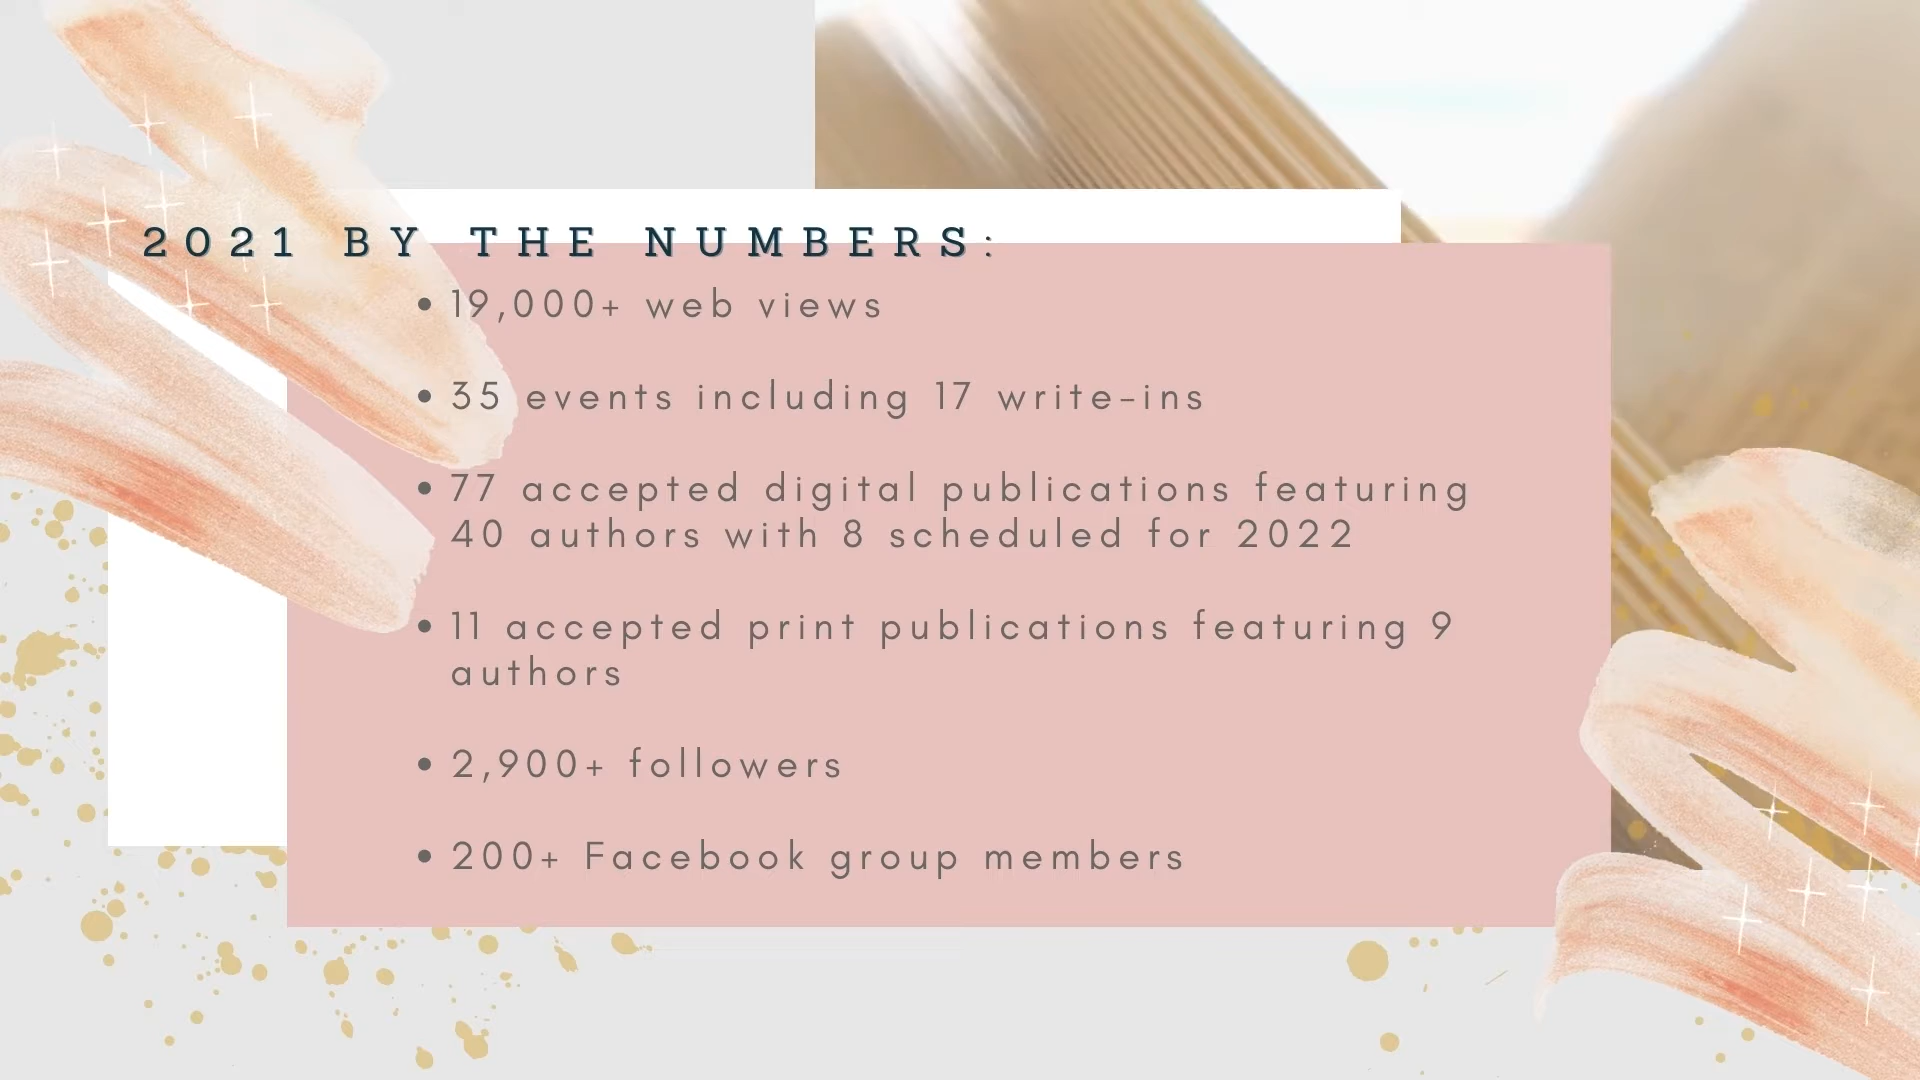 2021 BY THE NUMBERS:
• 19,000+ web views
• 35 events including 17 write-ins
• 77 accepted digital publications featuring
40 authors with 8 scheduled for 2022
• 11 accepted print publications featuring 9
authors
• 2,900+ followers
• 200+ Facebook group members